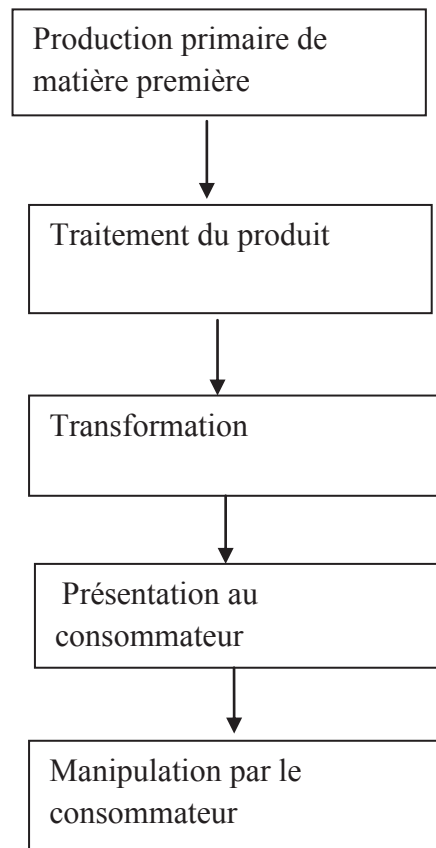 Production primaire de
matière première
Traitement du produit
Transformation
Présentation au
consommateur
Manipulation par le
consommateur